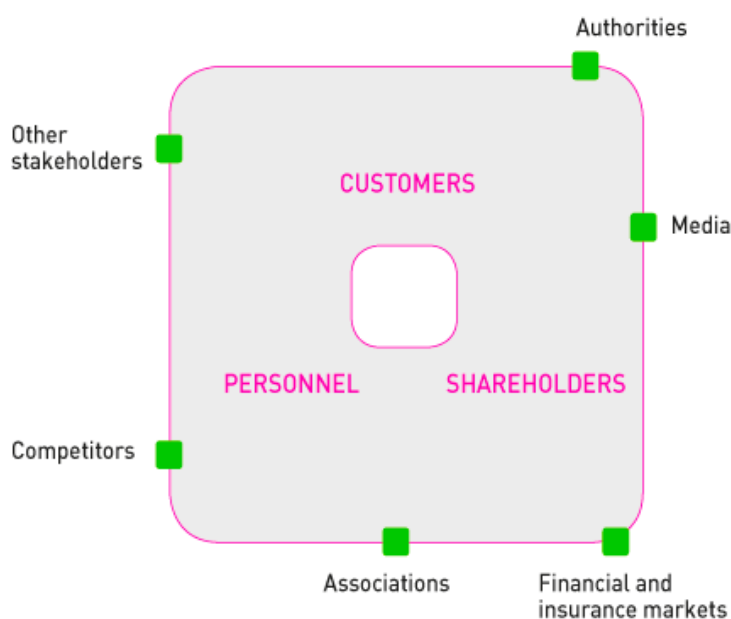 Authorities
Other
stakeholders
CUSTOMERS
Media
PERSONNEL
SHAREHOLDERS
Competitors
Associations
Financial and
insurance markets